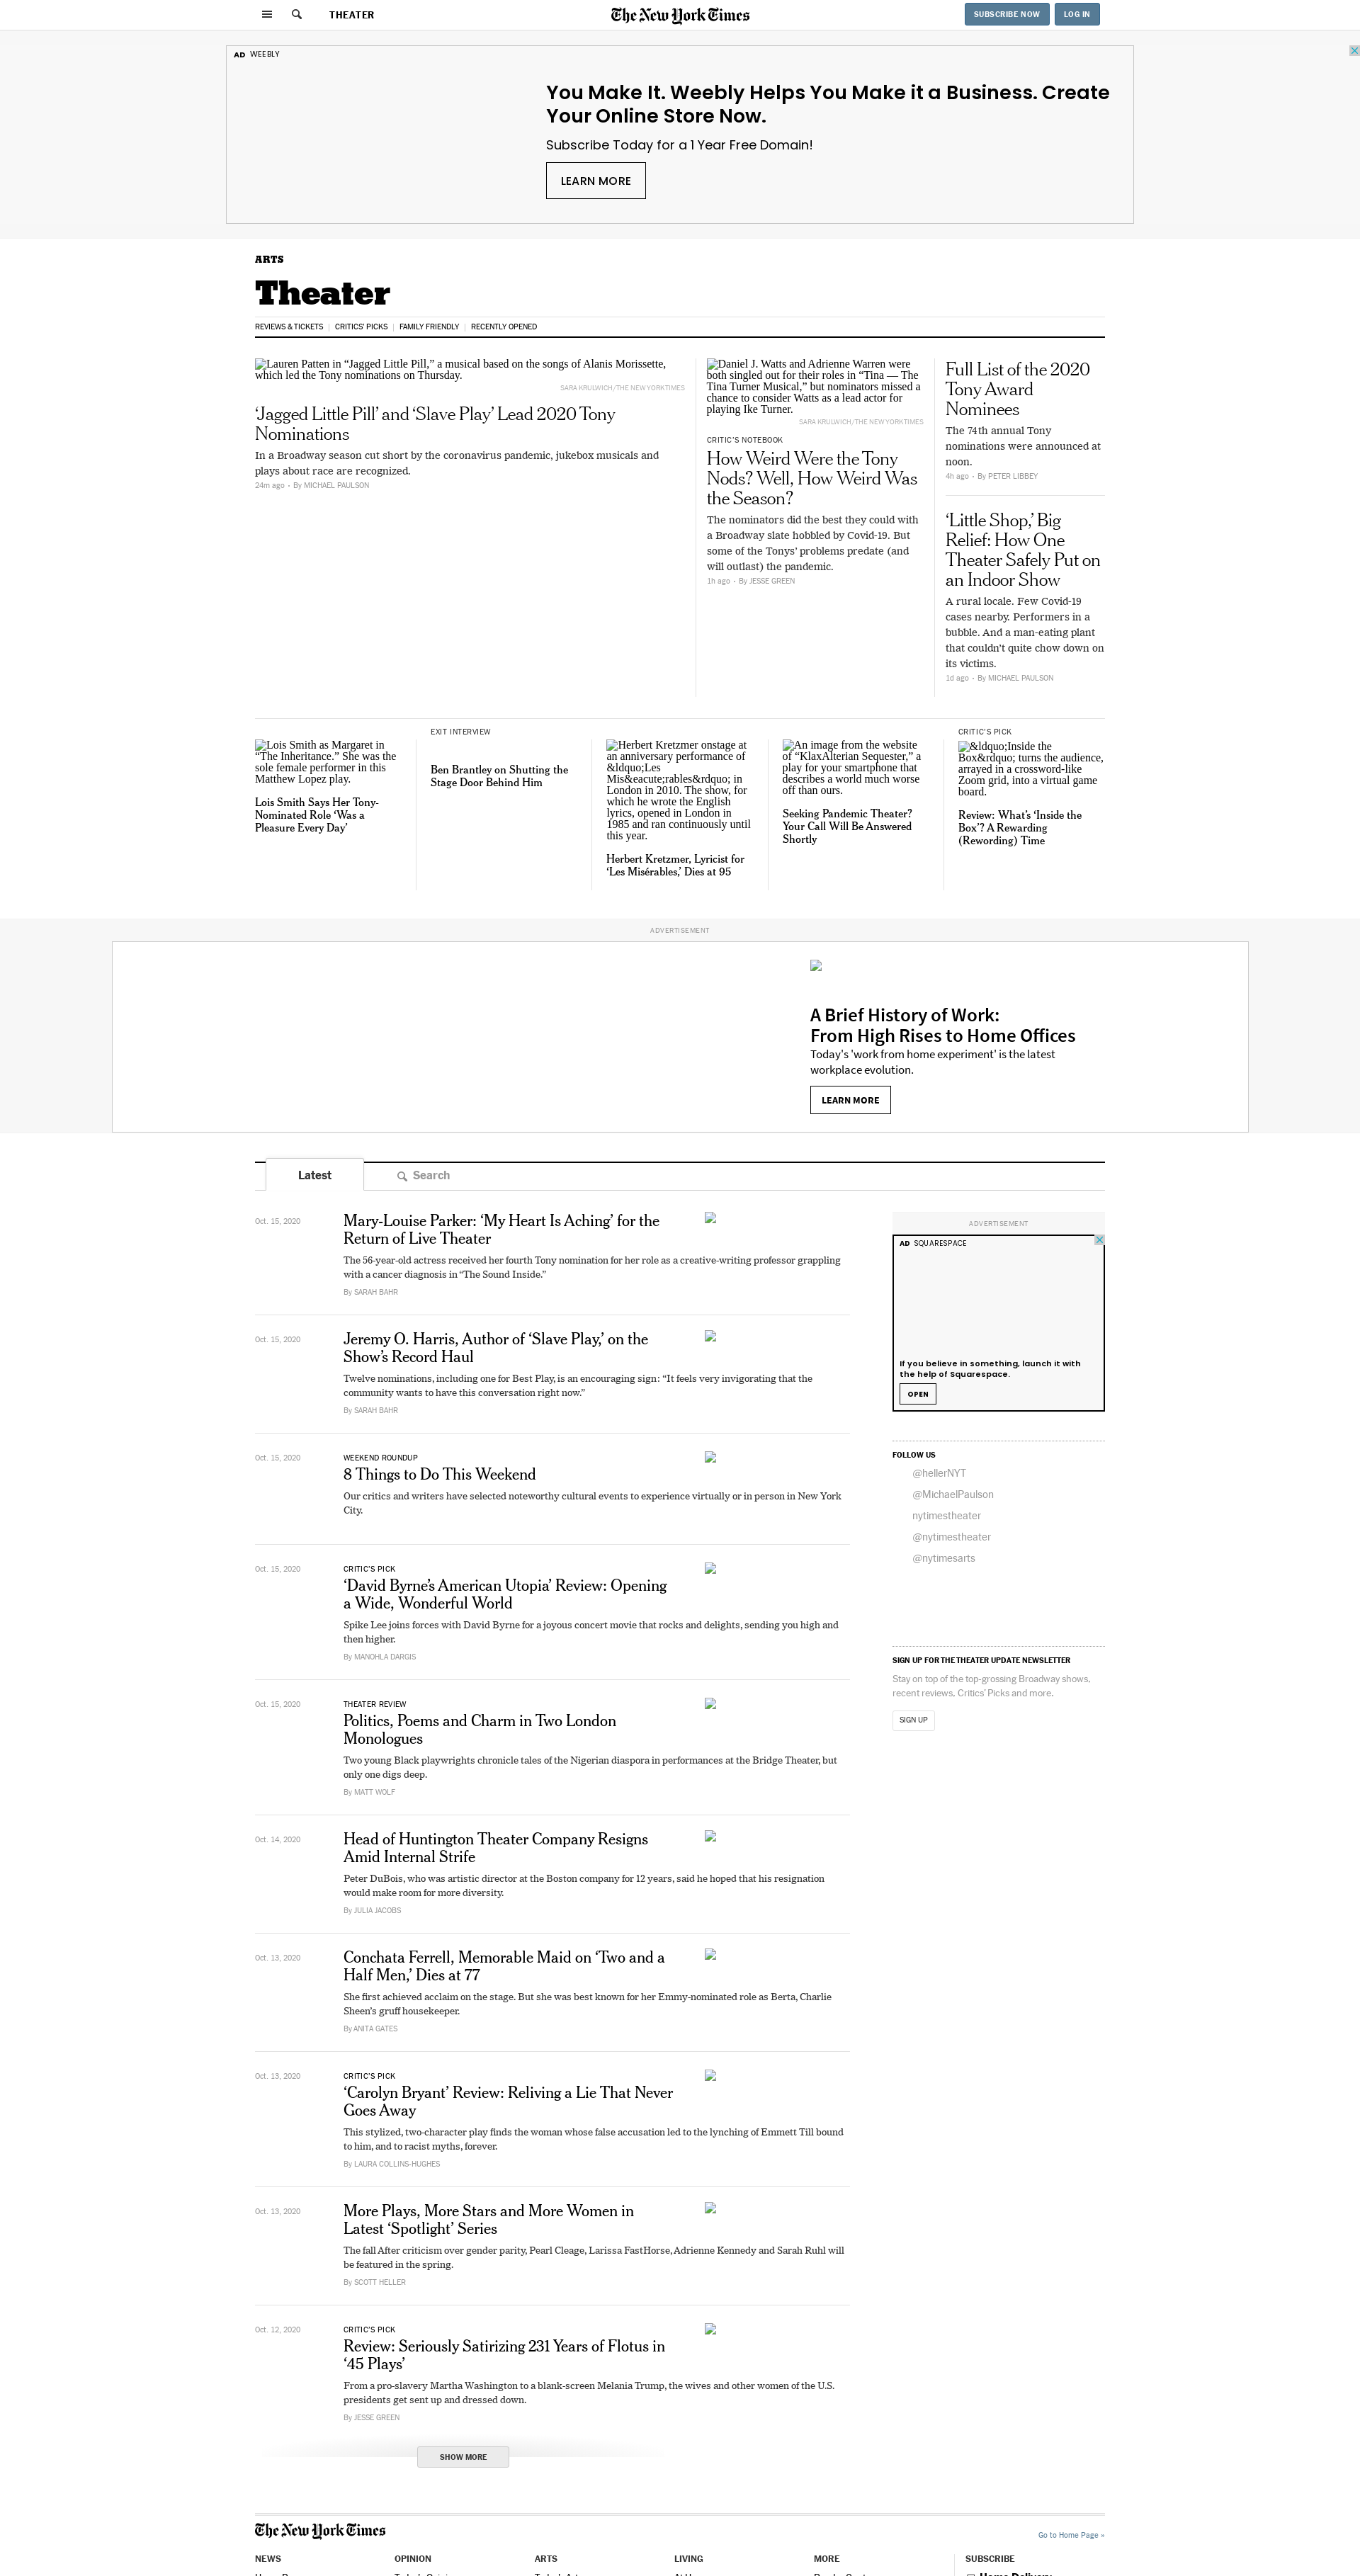 THEATER
The New York Times
SUBSCRIBE NOW
LOG IN
AD WEEBLY
You Make It. Weebly Helps You Make it a Business. Create
Your Online Store Now.
Subscribe Today for a 1 Year Free Domain!
LEARN MORE
ARTS
Theater
REVIEWS & TICKETS
CRITICS' PICKS
FAMILY FRIENDLY
RECENTLY OPENED
Lauren Patten in “Jagged Little Pill,” a musical based on the songs of Alanis Morissette,
which led the Tony nominations on Thursday.
SARA KRULWICH/THE NEW YORK TIMES
‘Jagged Little Pill’ and ‘Slave Play’ Lead 2020 Tony
Nominations
In a Broadway season cut short by the coronavirus pandemic, jukebox musicals and
plays about race are recognized.
24m ago • By MICHAEL PAULSON
Daniel J. Watts and Adrienne Warren were
both singled out for their roles in “Tina — The
Tina Turner Musical,” but nominators missed a
chance to consider Watts as a lead actor for
playing Ike Turner.
SARA KRULWICH/THE NEW YORK TIMES
CRITIC’S NOTEBOOK
How Weird Were the Tony
Nods? Well, How Weird Was
the Season?
The nominators did the best they could with
a Broadway slate hobbled by Covid-19. But
some of the Tonys’ problems predate (and
will outlast) the pandemic.
1h ago • By JESSE GREEN
Full List of the 2020
Tony Award
Nominees
The 74th annual Tony
nominations were announced at
noon.
4h ago • By PETER LIBBEY
‘Little Shop,’ Big
Relief: How One
Theater Safely Put on
an Indoor Show
A rural locale. Few Covid-19
cases nearby. Performers in a
bubble. And a man-eating plant
that couldn’t quite chow down on
its victims.
1d ago • By MICHAEL PAULSON
Lois Smith as Margaret in
“The Inheritance.” She was the
sole female performer in this
Matthew Lopez play.
Lois Smith Says Her Tony-
Nominated Role ‘Was a
Pleasure Every Day’
EXIT INTERVIEW
Ben Brantley on Shutting the
Stage Door Behind Him
Herbert Kretzmer onstage at
an anniversary performance of
&ldquo;Les
Mis&eacute;rables&rdquo; in
London in 2010. The show, for
which he wrote the English
lyrics, opened in London in
1985 and ran continuously until
this year.
Herbert Kretzmer, Lyricist for
‘Les Misérables,’ Dies at 95
An image from the website
of “KlaxAlterian Sequester,” a
play for your smartphone that
describes a world much worse
off than ours.
Seeking Pandemic Theater?
Your Call Will Be Answered
Shortly
CRITIC’S PICK
&ldquo;Inside the
Box&rdquo; turns the audience,
arrayed in a crossword-like
Zoom grid, into a virtual game
board.
Review: What’s ‘Inside the
Box’? A Rewarding
(Rewording) Time
ADVERTISEMENT
A Brief History of Work:
From High Rises to Home Offices
Today's 'work from home experiment' is the latest
workplace evolution.
LEARN MORE
Latest
Search
Oct. 15, 2020
Mary-Louise Parker: ‘My Heart Is Aching’ for the
Return of Live Theater
The 56-year-old actress received her fourth Tony nomination for her role as a creative-writing professor grappling
with a cancer diagnosis in “The Sound Inside.”
By SARAH BAHR
Oct. 15, 2020
Jeremy O. Harris, Author of ‘Slave Play,’ on the
Show’s Record Haul
Twelve nominations, including one for Best Play, is an encouraging sign: “It feels very invigorating that the
community wants to have this conversation right now.”
By SARAH BAHR
Oct. 15, 2020
WEEKEND ROUNDUP
8 Things to Do This Weekend
Our critics and writers have selected noteworthy cultural events to experience virtually or in person in New York
City.
Oct. 15, 2020
CRITIC’S PICK
‘David Byrne’s American Utopia’ Review: Opening
a Wide, Wonderful World
Spike Lee joins forces with David Byrne for a joyous concert movie that rocks and delights, sending you high and
then higher.
By MANOHLA DARGIS
Oct. 15, 2020
THEATER REVIEW
Politics, Poems and Charm in Two London
Monologues
Two young Black playwrights chronicle tales of the Nigerian diaspora in performances at the Bridge Theater, but
only one digs deep.
By MATT WOLF
Oct. 14, 2020
Head of Huntington Theater Company Resigns
Amid Internal Strife
Peter DuBois, who was artistic director at the Boston company for 12 years, said he hoped that his resignation
would make room for more diversity.
By JULIA JACOBS
Oct. 13, 2020
Conchata Ferrell, Memorable Maid on ‘Two and a
Half Men,’ Dies at 77
She first achieved acclaim on the stage. But she was best known for her Emmy-nominated role as Berta, Charlie
Sheen’s gruff housekeeper.
By ANITA GATES
Oct. 13, 2020
CRITIC’S PICK
‘Carolyn Bryant’ Review: Reliving a Lie That Never
Goes Away
This stylized, two-character play finds the woman whose false accusation led to the lynching of Emmett Till bound
to him, and to racist myths, forever.
By LAURA COLLINS-HUGHES
Oct. 13, 2020
More Plays, More Stars and More Women in
Latest ‘Spotlight’ Series
The fall After criticism over gender parity, Pearl Cleage, Larissa FastHorse, Adrienne Kennedy and Sarah Ruhl will
be featured in the spring.
By SCOTT HELLER
Oct. 12, 2020
CRITIC’S PICK
Review: Seriously Satirizing 231 Years of Flotus in
‘45 Plays’
From a pro-slavery Martha Washington to a blank-screen Melania Trump, the wives and other women of the U.S.
presidents get sent up and dressed down.
By JESSE GREEN
SHOW MORE
ADVERTISEMENT
AD SQUARESPACE
If you believe in something, launch it with
the help of Squarespace.
OPEN
FOLLOW US
@hellerNYT
@MichaelPaulson
nytimestheater
@nytimestheater
@nytimesarts
SIGN UP FOR THE THEATER UPDATE NEWSLETTER
Stay on top of the top-grossing Broadway shows,
recent reviews, Critics’ Picks and more.
SIGN UP
The New York Times
Go to Home Page »
NEWS
OPINION
ARTS
LIVING
MORE
SUBSCRIBE